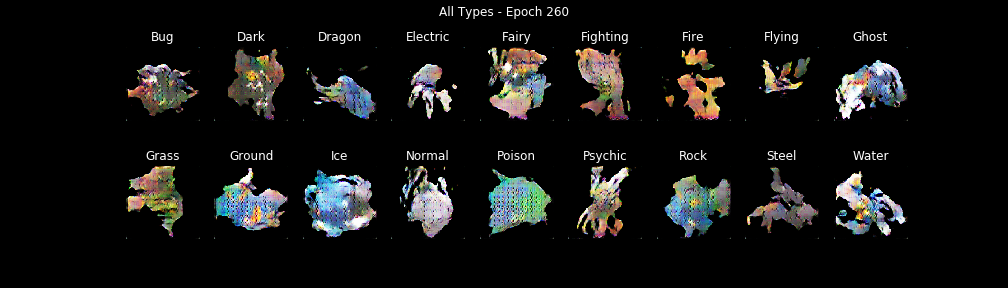 All Types - Epoch 260
Bug Dark Dragon Electric Fairy Fighting Fire Flying Ghost
Grass Ground Ice Normal Poison Psychic Rock Steel Water